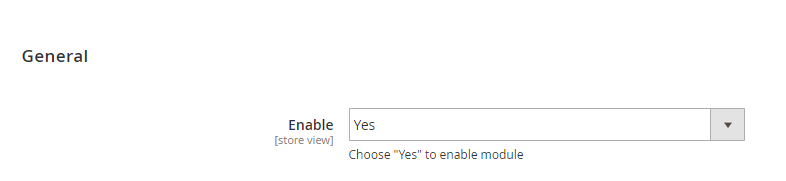 General
Enable
Yes
[store view]
Choose "Yes" to enable module